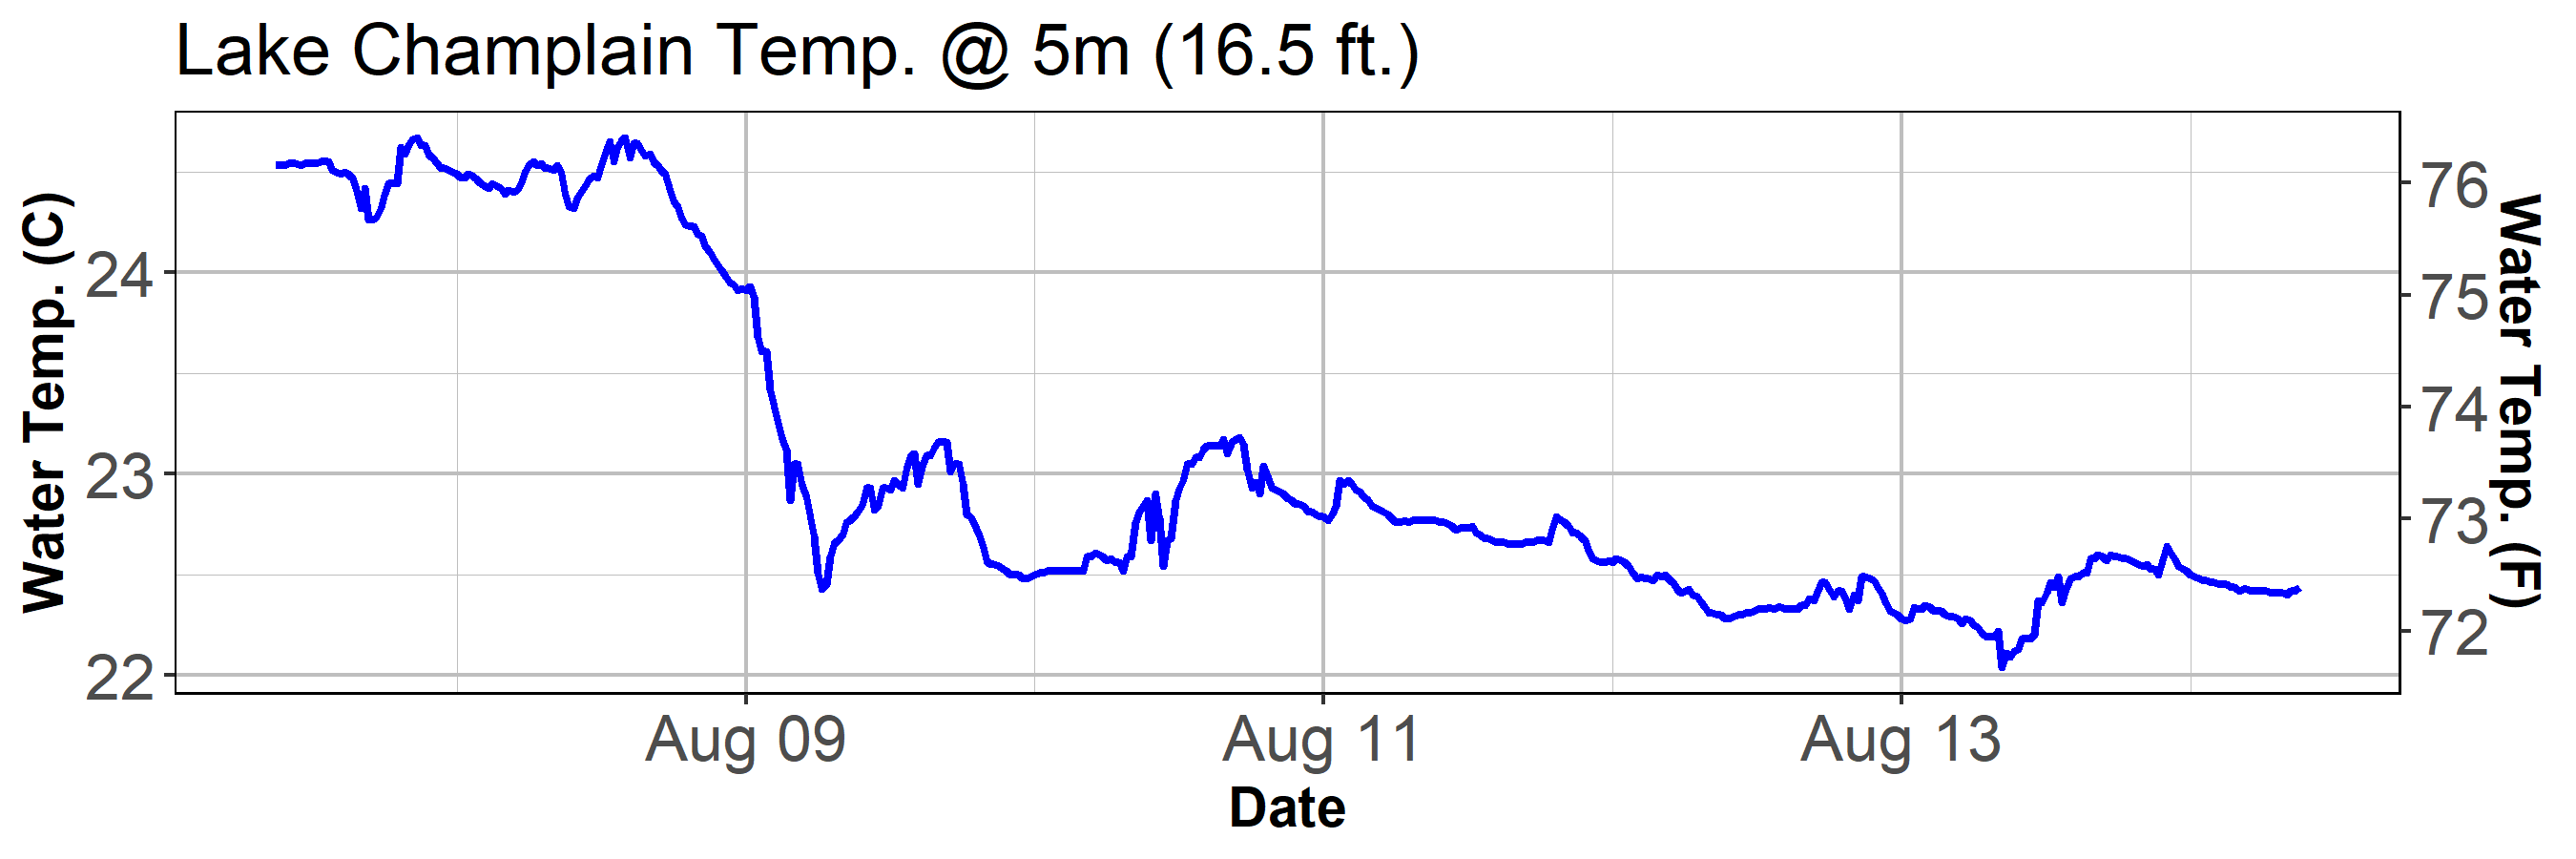 Lake Champlain Temp. @ 5m (16.5 ft.)
Water Temp. (C)
24
23
22
76
75
74
73
72
Water Temp. (F)
Aug 09 Aug 11 Aug 13
Date